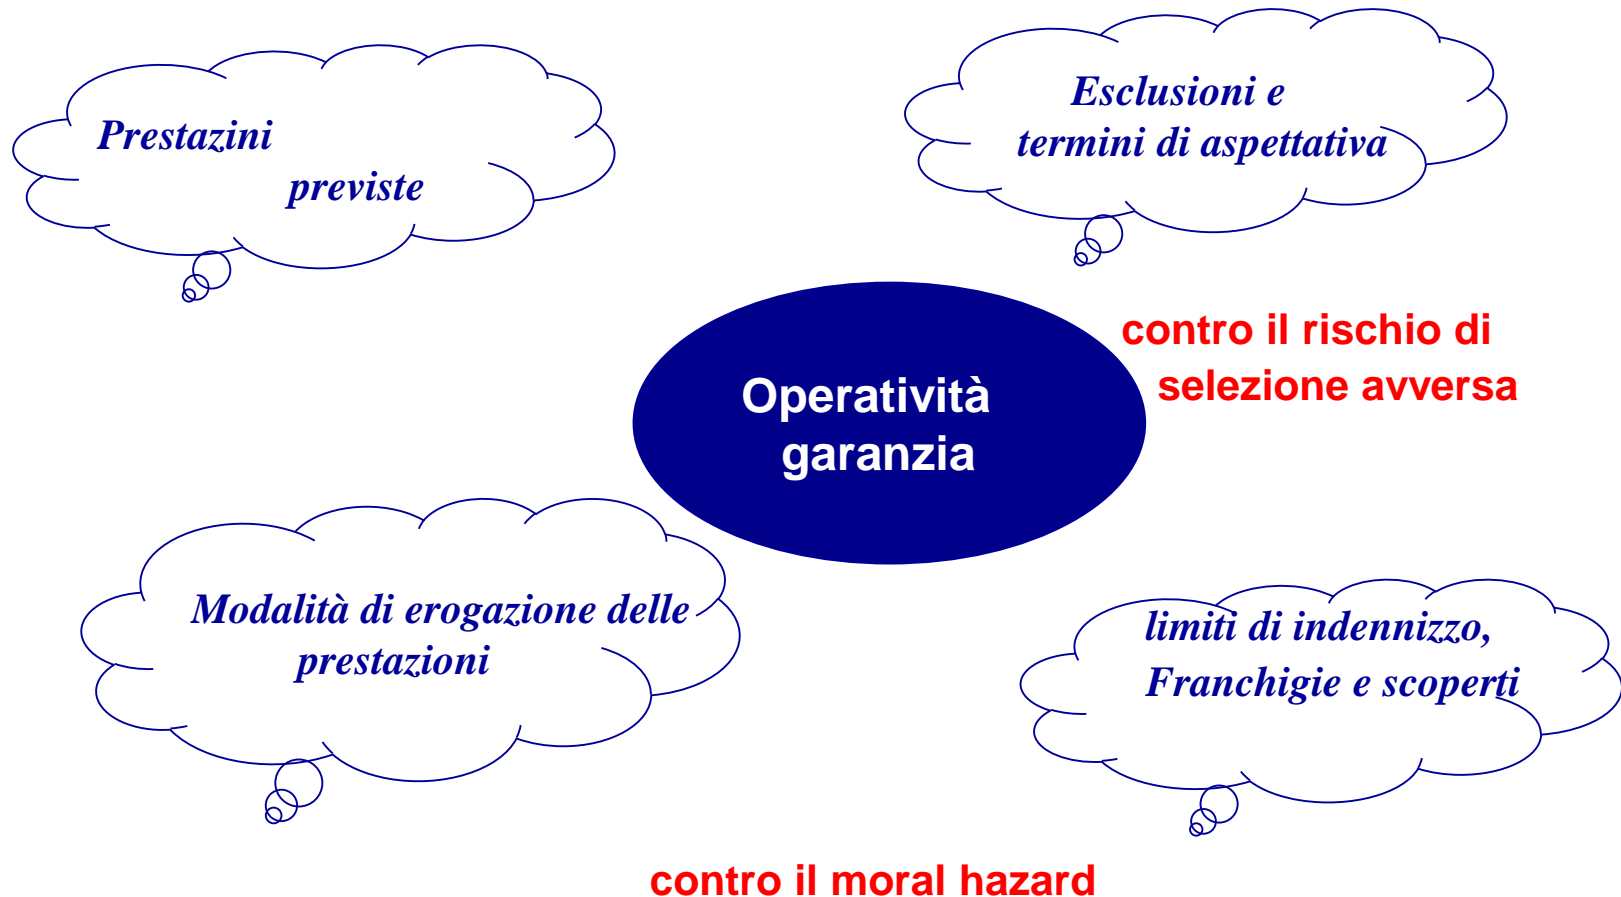 Prestazini
previste
Esclusioni e
termini di aspettativa
contro il rischio di
selezione avversa
Operatività
garanzia
Modalità di erogazione delle
prestazioni
limiti di indennizzo,
Franchigie e scoperti
contro il moral hazard